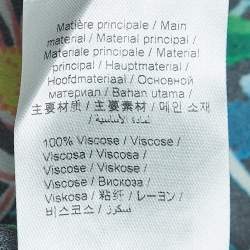 Matière principale / Main
material / Material principal /
Materiale principale / Material
principal / Hauptmaterial /
Hoofdmateriaal / Основной
материал / Bahan utama /
主要材质 / 主要素材 / 메인 소재
/ المادة الأساسية
100% Viscose / Viscose /
Viscosa / Viscosa /
Viscose / Viskose /
Viscose / Вискоза /
Viskosa / 粘纤 / レーヨン /
비스코스 / فسكوز